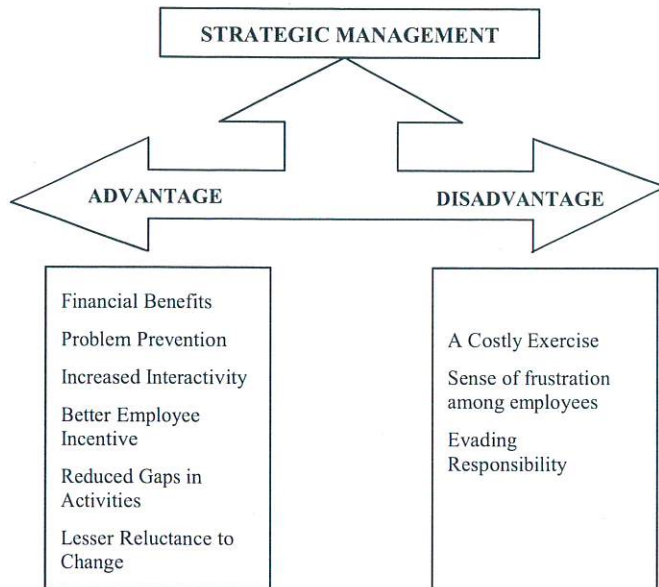 STRATEGIC MANAGEMENT
ADVANTAGE
DISADVANTAGE
Financial Benefits
Problem Prevention
Increased Interactivity
Better Employee
Incentive
Reduced Gaps in
Activities
Lesser Reluctance to
Change
A Costly Exercise
Sense of frustration
among employees
Evading
Responsibility